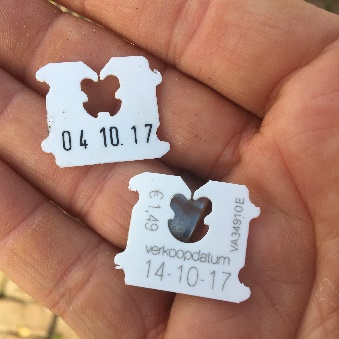 04 10.17
€ 1,49
VA34910E
verkoopdatum
14-10-17